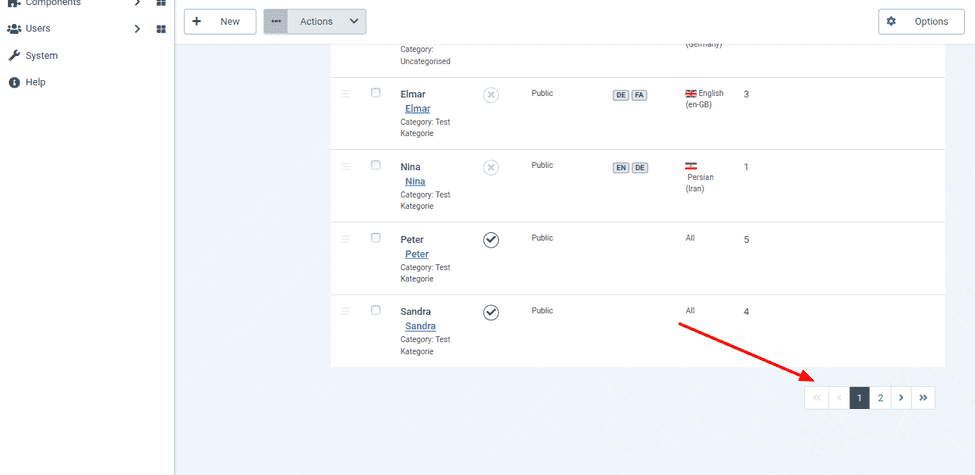 Components
Users
System
Help
+ New
••• Actions
Options
Category:
Uncategorised
(Germany)
Elmar
Elmar
Category: Test
Kategorie
Public
DE FA
English
(en-GB)
3
Nina
Nina
Category: Test
Kategorie
Public
EN DE
Persian
(Iran)
1
Peter
Peter
Category: Test
Kategorie
Public
All
5
Sandra
Sandra
Category: Test
Kategorie
Public
All
4
« ‹ 1 2 › »